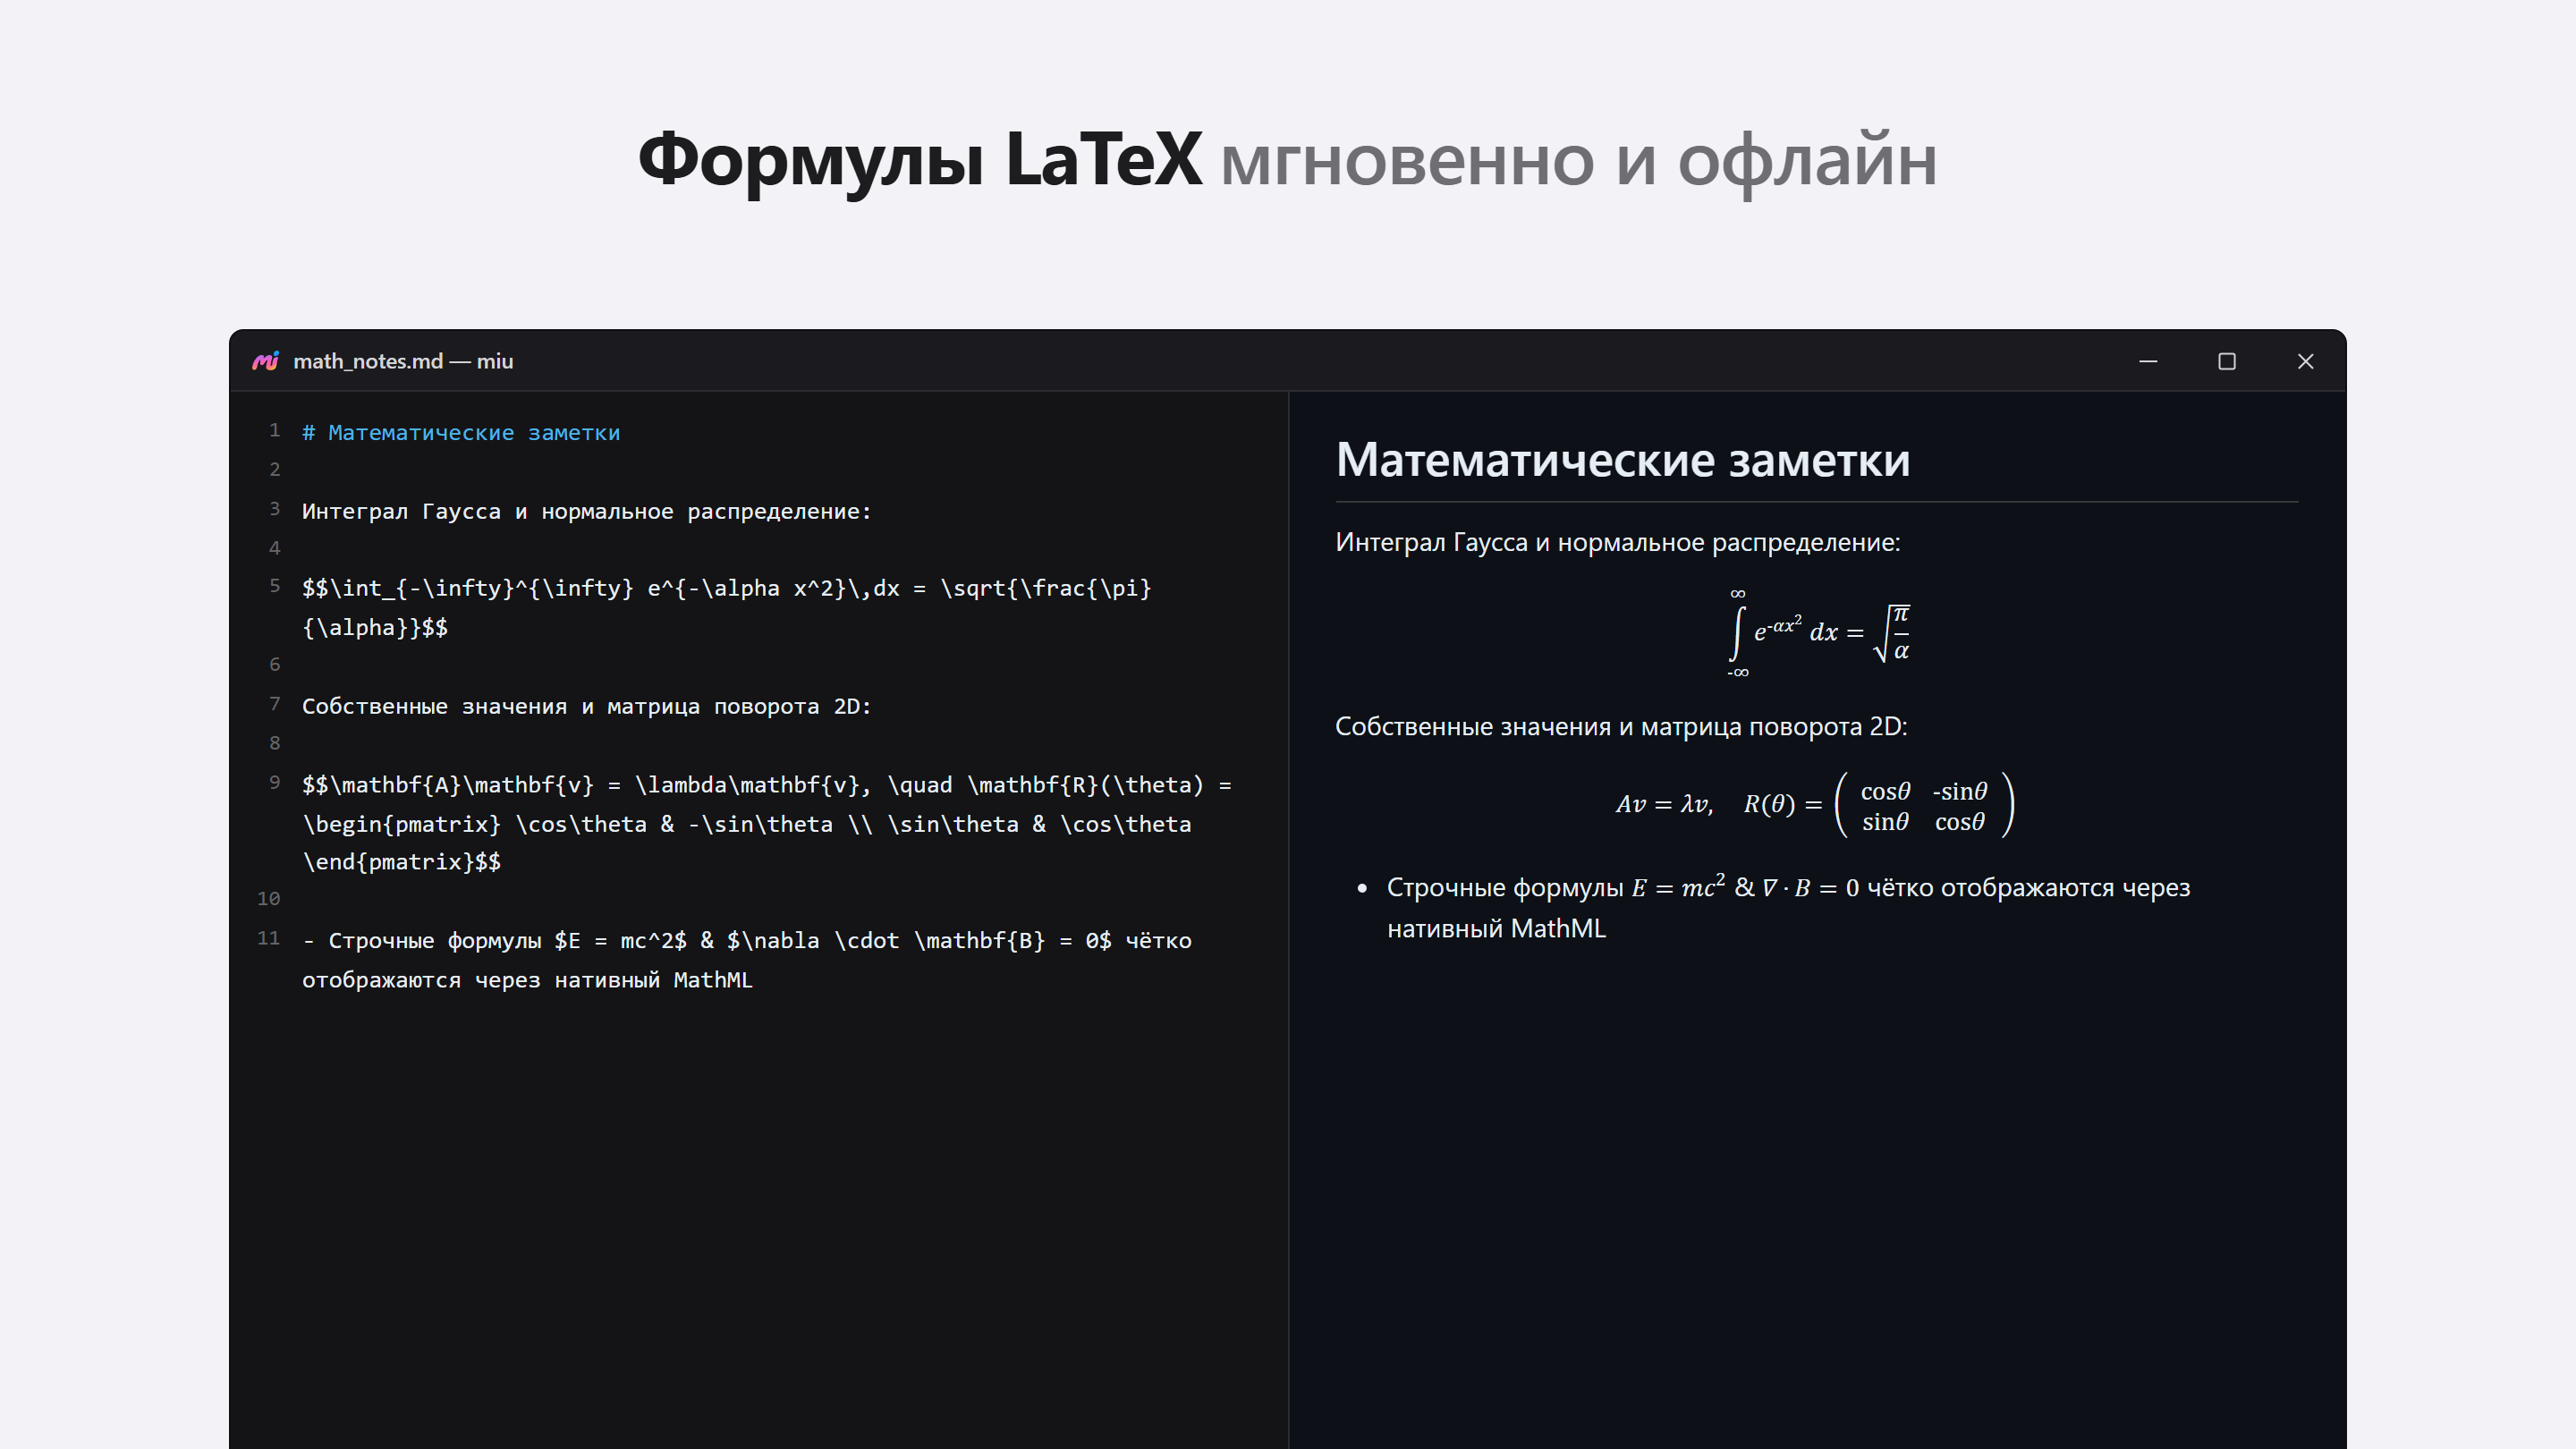 Формулы LaTeX мгновенно и офлайн
math_notes.md — miu
1 # Математические заметки
2
3 Интеграл Гаусса и нормальное распределение:
4
5 $$\int_{-\infty}^{\infty} e^{-\alpha x^2}\,dx = \sqrt{\frac{\pi}
{\alpha}}$$
6
7 Собственные значения и матрица поворота 2D:
8
9 $$\mathbf{A}\mathbf{v} = \lambda\mathbf{v}, \quad \mathbf{R}(\theta) =
\begin{pmatrix} \cos\theta & -\sin\theta \\ \sin\theta & \cos\theta
\end{pmatrix}$$
10
11 - Строчные формулы $E = mc^2$ & $\nabla \cdot \mathbf{B} = 0$ чётко
отображаются через нативный MathML
Математические заметки
Интеграл Гаусса и нормальное распределение:
∞
∫ e^-αx² dx = √π/α
-∞
Собственные значения и матрица поворота 2D:
Av = λv, R(θ) = ( cosθ -sinθ
sinθ cosθ )
• Строчные формулы E = mc² & ∇ · B = 0 чётко отображаются через
нативный MathML